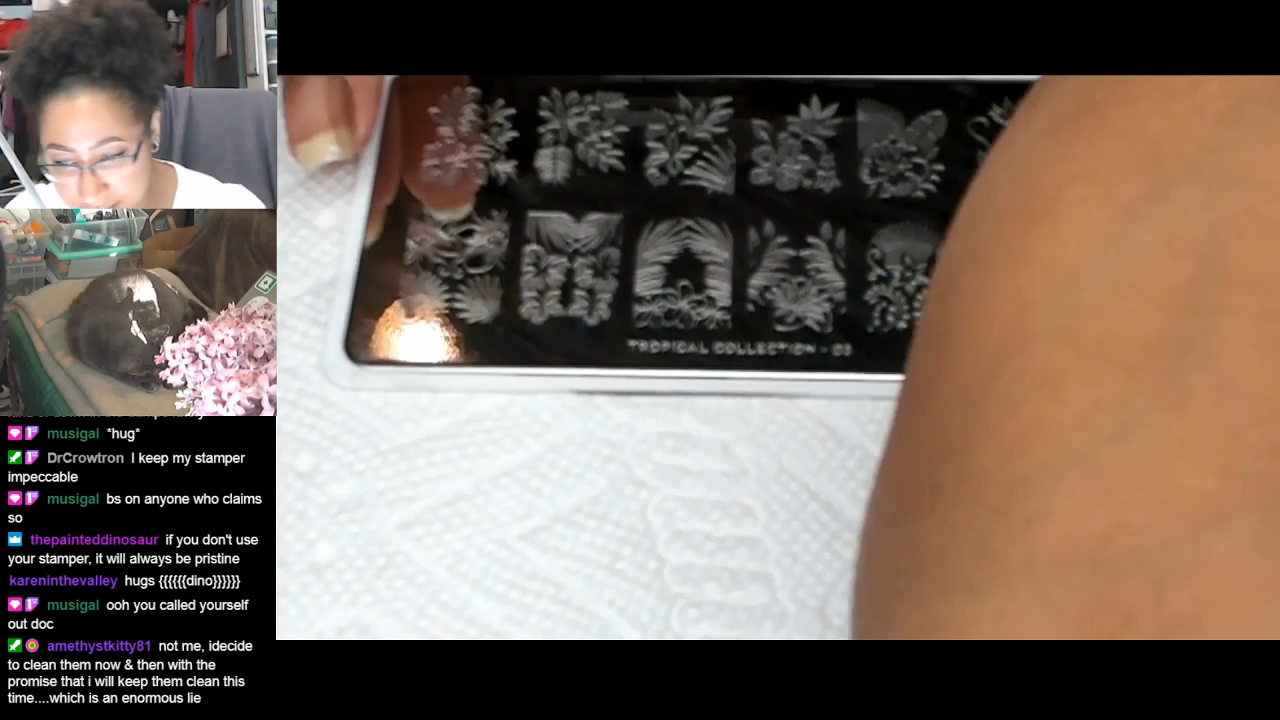 musigal *hug*
DrCrowtron I keep my stamper
impeccable
musigal bs on anyone who claims
so
thepainteddinosaur if you don't use
your stamper, it will always be pristine
kareninthevalley hugs {{{{{{dino}}}}}}
musigal ooh you called yourself
out doc
amethystkitty81 not me, idecide
to clean them now & then with the
promise that i will keep them clean this
time....which is an enormous lie
TROPICAL COLLECTION - 03